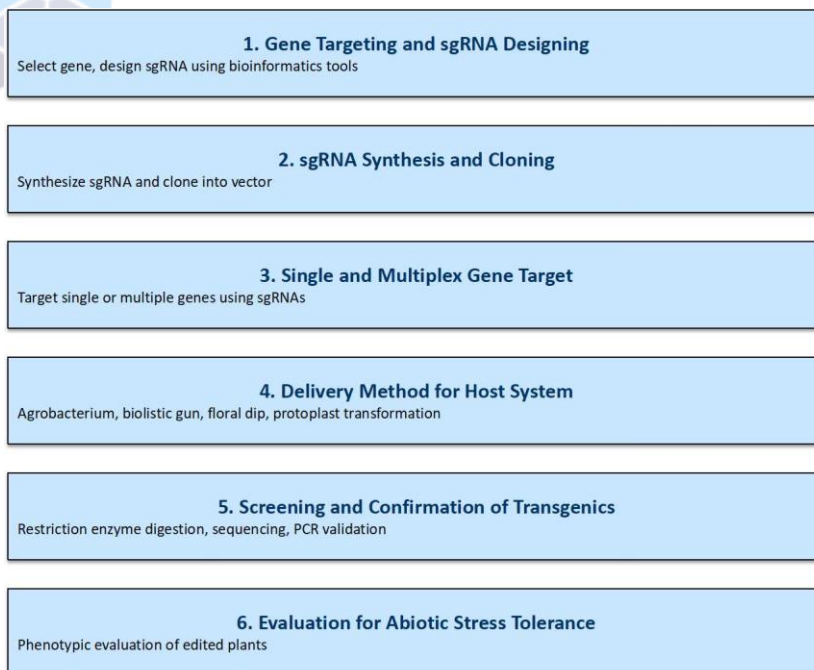 1. Gene Targeting and sgRNA Designing
Select gene, design sgRNA using bioinformatics tools
2. sgRNA Synthesis and Cloning
Synthesize sgRNA and clone into vector
3. Single and Multiplex Gene Target
Target single or multiple genes using sgRNAs
4. Delivery Method for Host System
Agrobacterium, biolistic gun, floral dip, protoplast transformation
5. Screening and Confirmation of Transgenics
Restriction enzyme digestion, sequencing, PCR validation
6. Evaluation for Abiotic Stress Tolerance
Phenotypic evaluation of edited plants